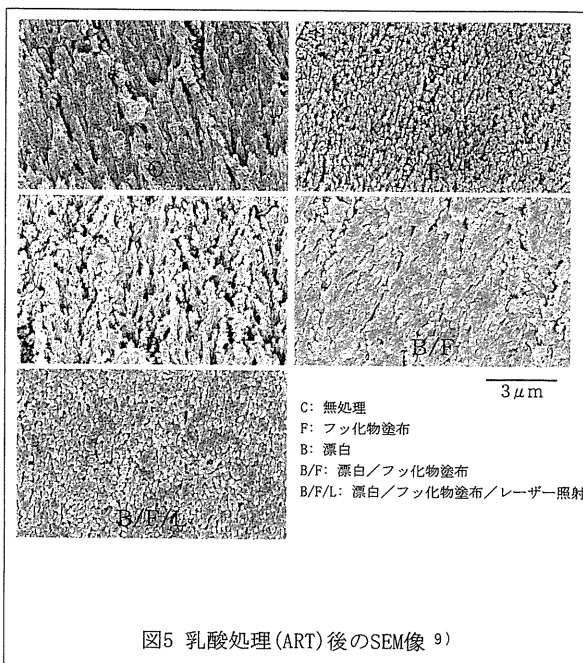 C
F
B
B/F
B/F/L
3μm
C: 無処理
F: フッ化物塗布
B: 漂白
B/F: 漂白／フッ化物塗布
B/F/L: 漂白／フッ化物塗布／レーザー照射
図5 乳酸処理(ART)後のSEM像 9)